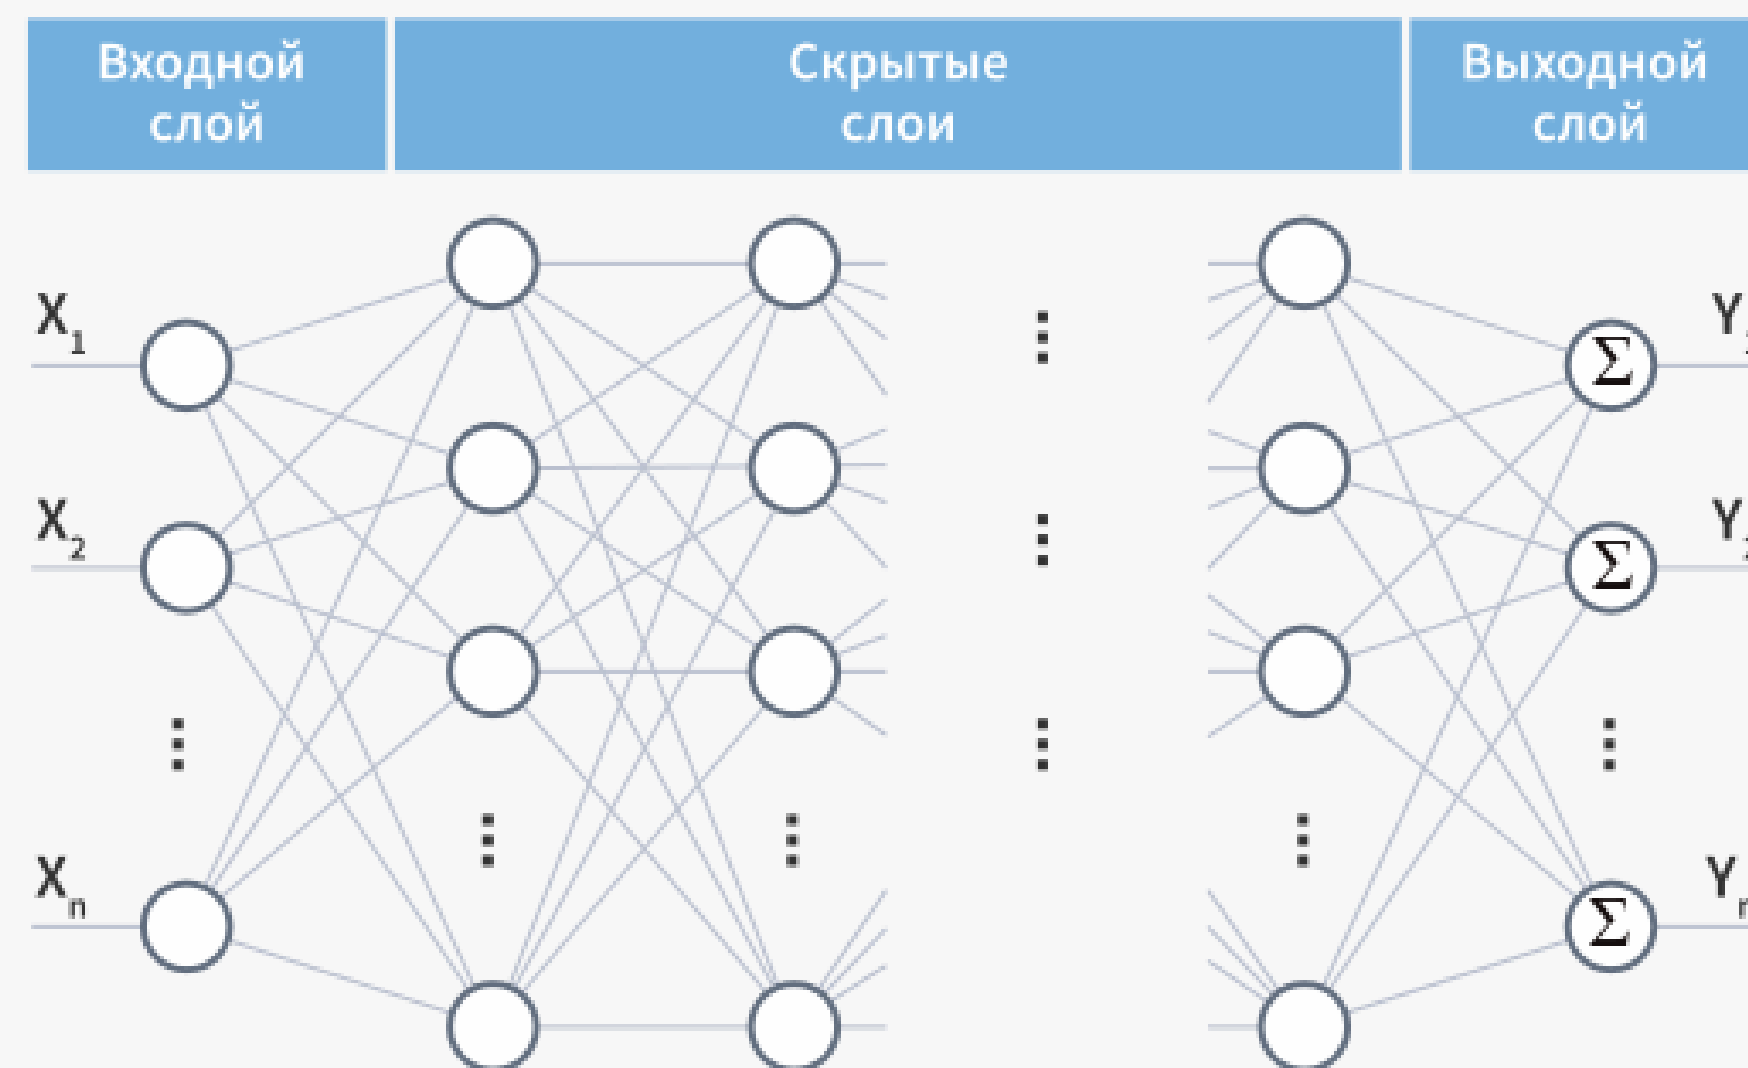 Входной
слой
Скрытые
слои
Выходной
слой
X1
X2
Xn
Σ
Σ
Σ
Y
Y
Y